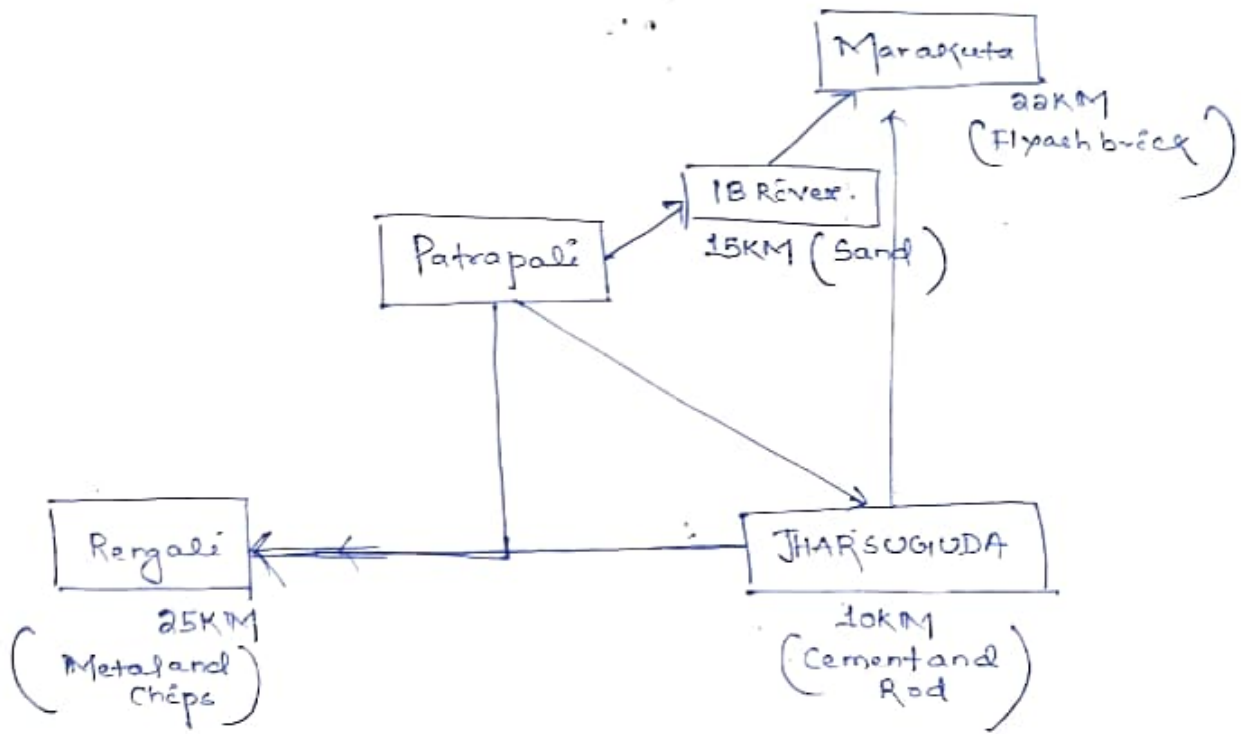 Marakuta
22KM
(Flyash brick)
IB River.
15KM (Sand)
Patrapali
Rengali
25KM
(Metal and
Chips)
JHARSUGUDA
10KM
(Cement and
Rod)